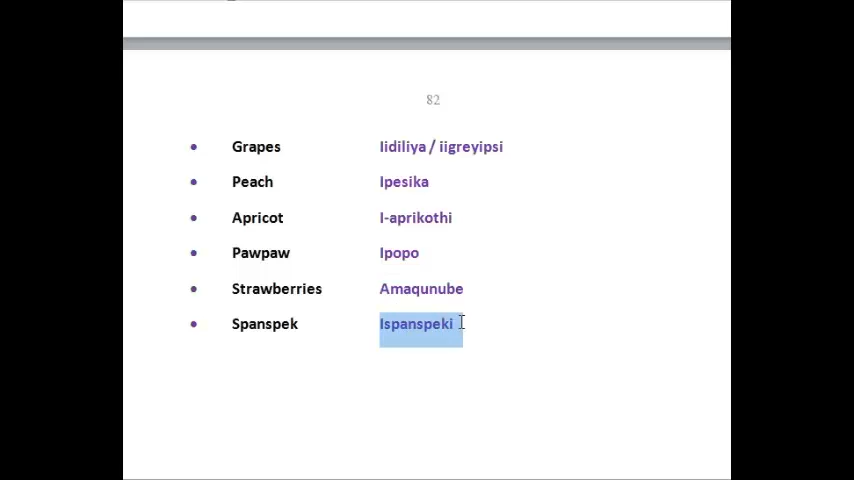 82
• Grapes Iidiliya / iigreyipsi
• Peach Ipesika
• Apricot I-aprikothi
• Pawpaw Ipopo
• Strawberries Amaqunube
• Spanspek Ispanspeki